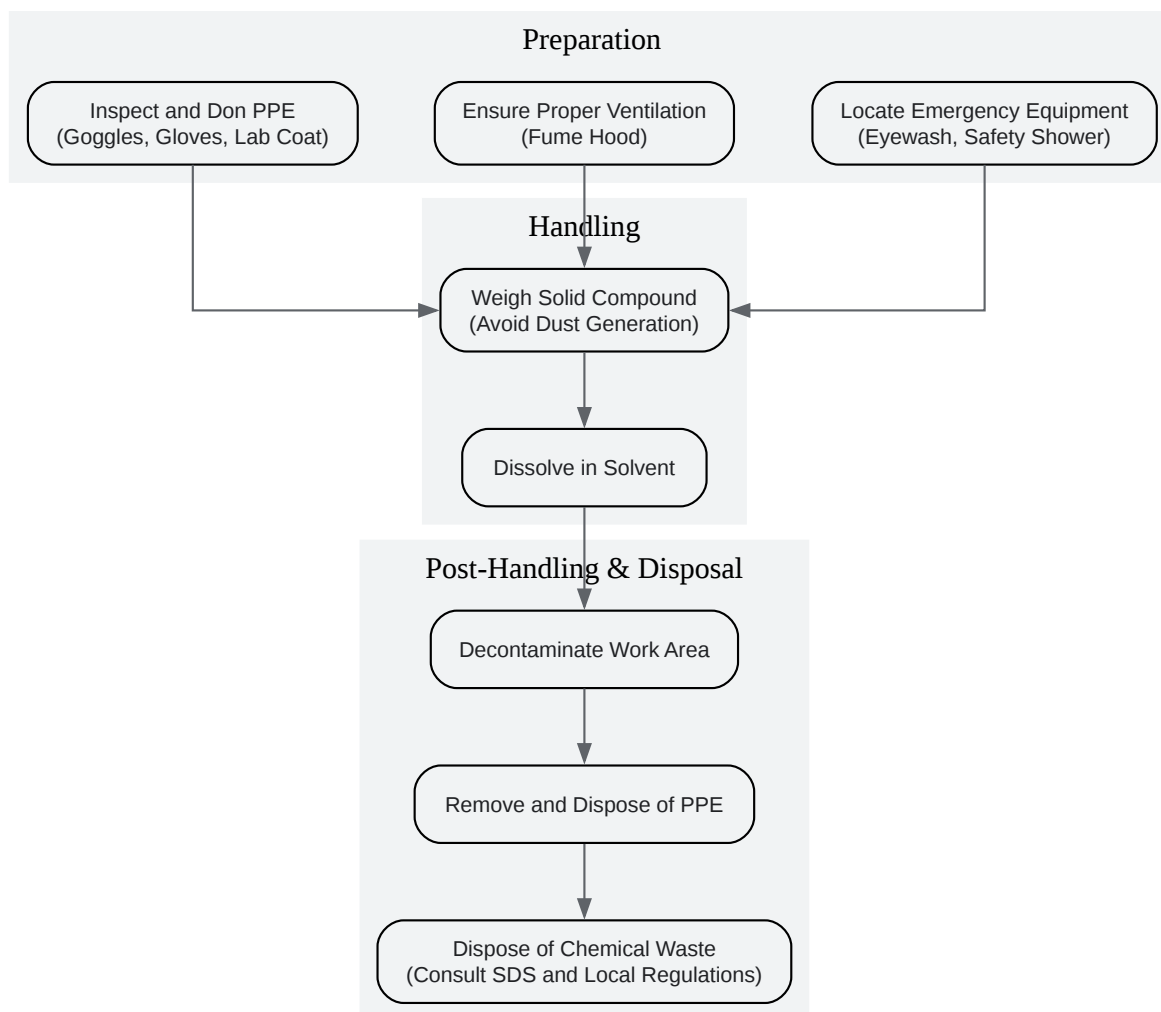 Preparation
Inspect and Don PPE
(Goggles, Gloves, Lab Coat)
Ensure Proper Ventilation
(Fume Hood)
Locate Emergency Equipment
(Eyewash, Safety Shower)
Handling
Weigh Solid Compound
(Avoid Dust Generation)
Dissolve in Solvent
Post-Handling & Disposal
Decontaminate Work Area
Remove and Dispose of PPE
Dispose of Chemical Waste
(Consult SDS and Local Regulations)